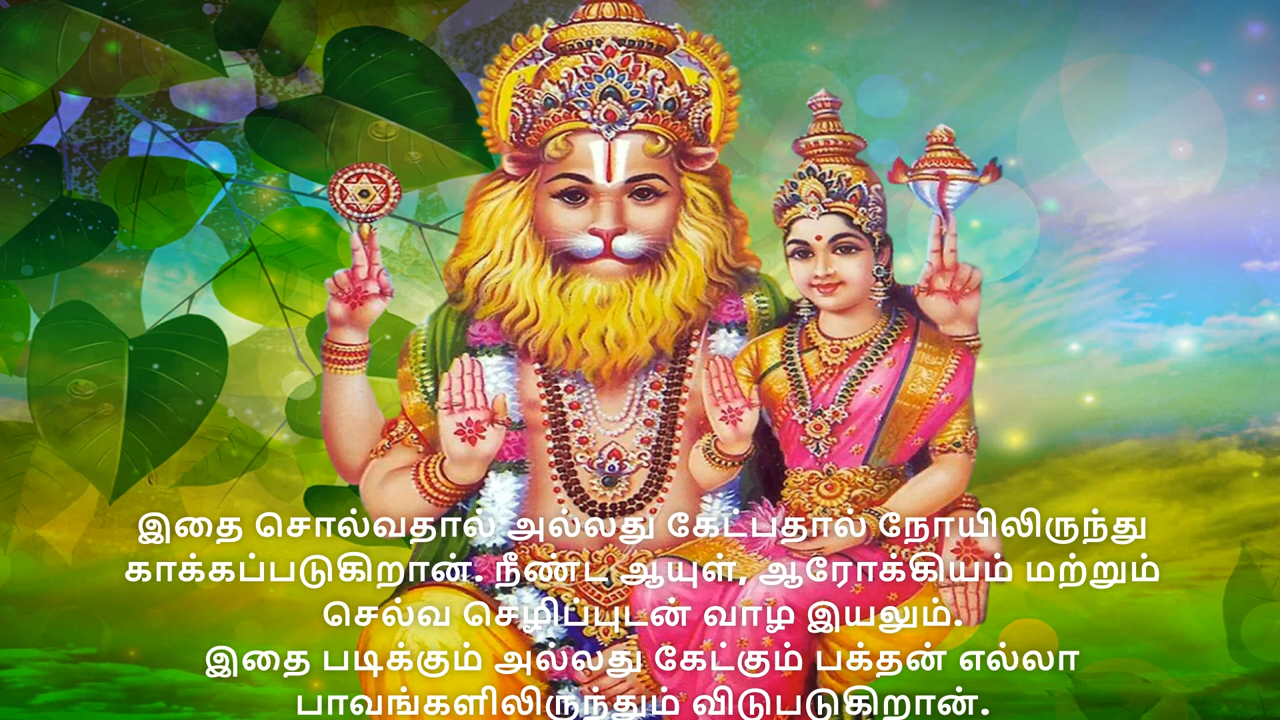 இதை சொல்வதால் அல்லது கேட்பதால் நோயிலிருந்து
காக்கப்படுகிறான். நீண்ட ஆயுள், ஆரோக்கியம் மற்றும்
செல்வ செழிப்புடன் வாழ இயலும்.
இதை படிக்கும் அல்லது கேட்கும் பக்தன் எல்லா
பாவங்களிலிருந்தும் விடுபடுகிறான்.